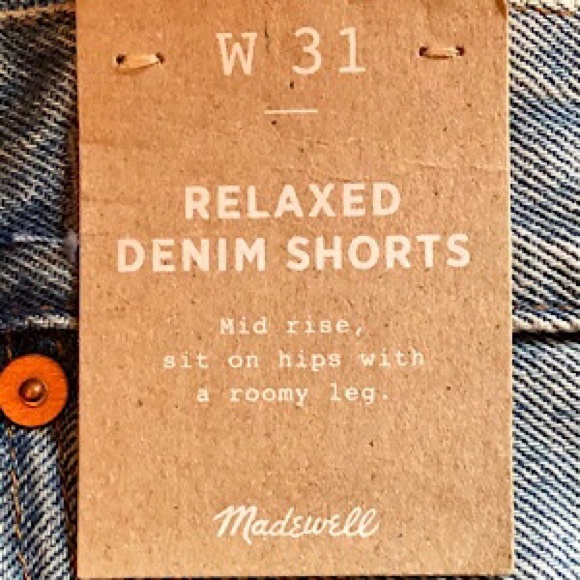 W 31
RELAXED
DENIM SHORTS
Mid rise,
sit on hips with
a roomy leg.
Madewell